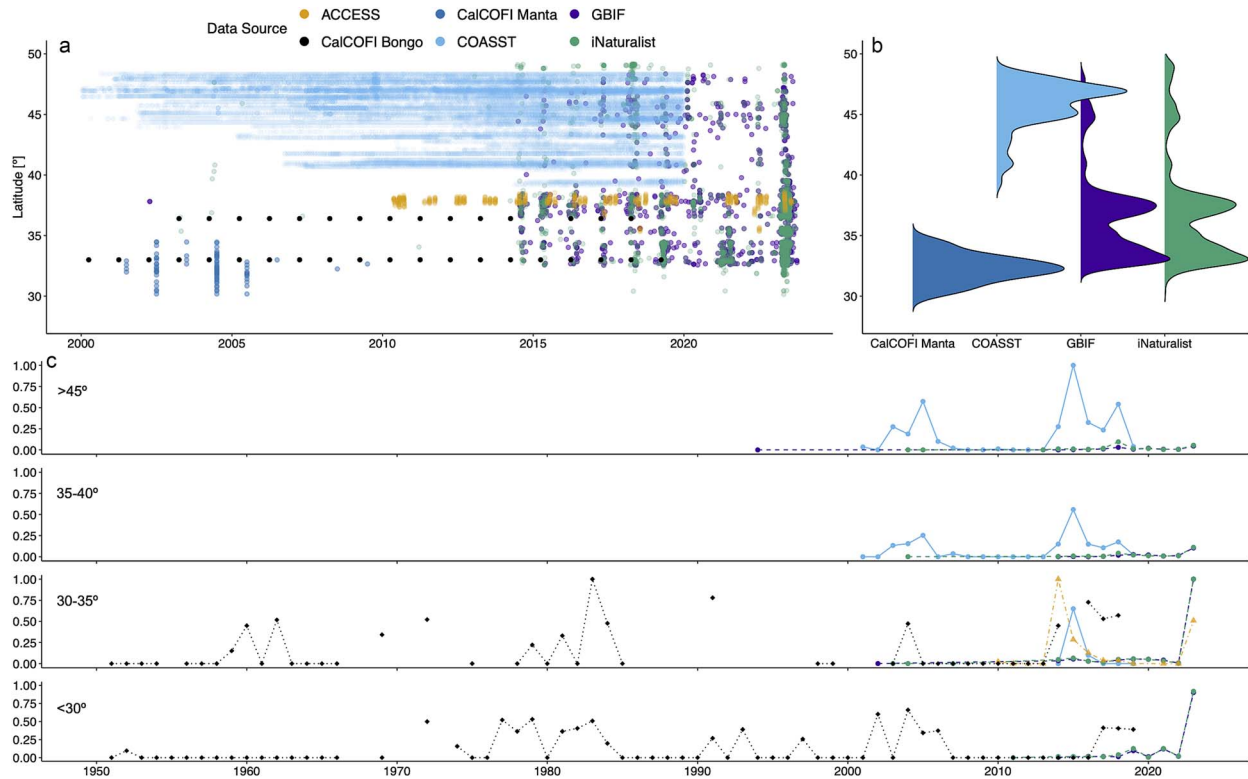 ACCESS CalCOFI Manta GBIF
Data Source
CalCOFI Bongo COASST iNaturalist
a
b
50
45
40
35
30
Latitude [º]
2000 2005 2010 2015 2020
50
45
40
35
30
CalCOFI Manta COASST GBIF iNaturalist
c
1.00
0.75
0.50
0.25
0.00
>45º
1.00
0.75
0.50
0.25
0.00
35-40º
1.00
0.75
0.50
0.25
0.00
30-35º
1.00
0.75
0.50
0.25
0.00
<30º
1950 1960 1970 1980 1990 2000 2010 2020